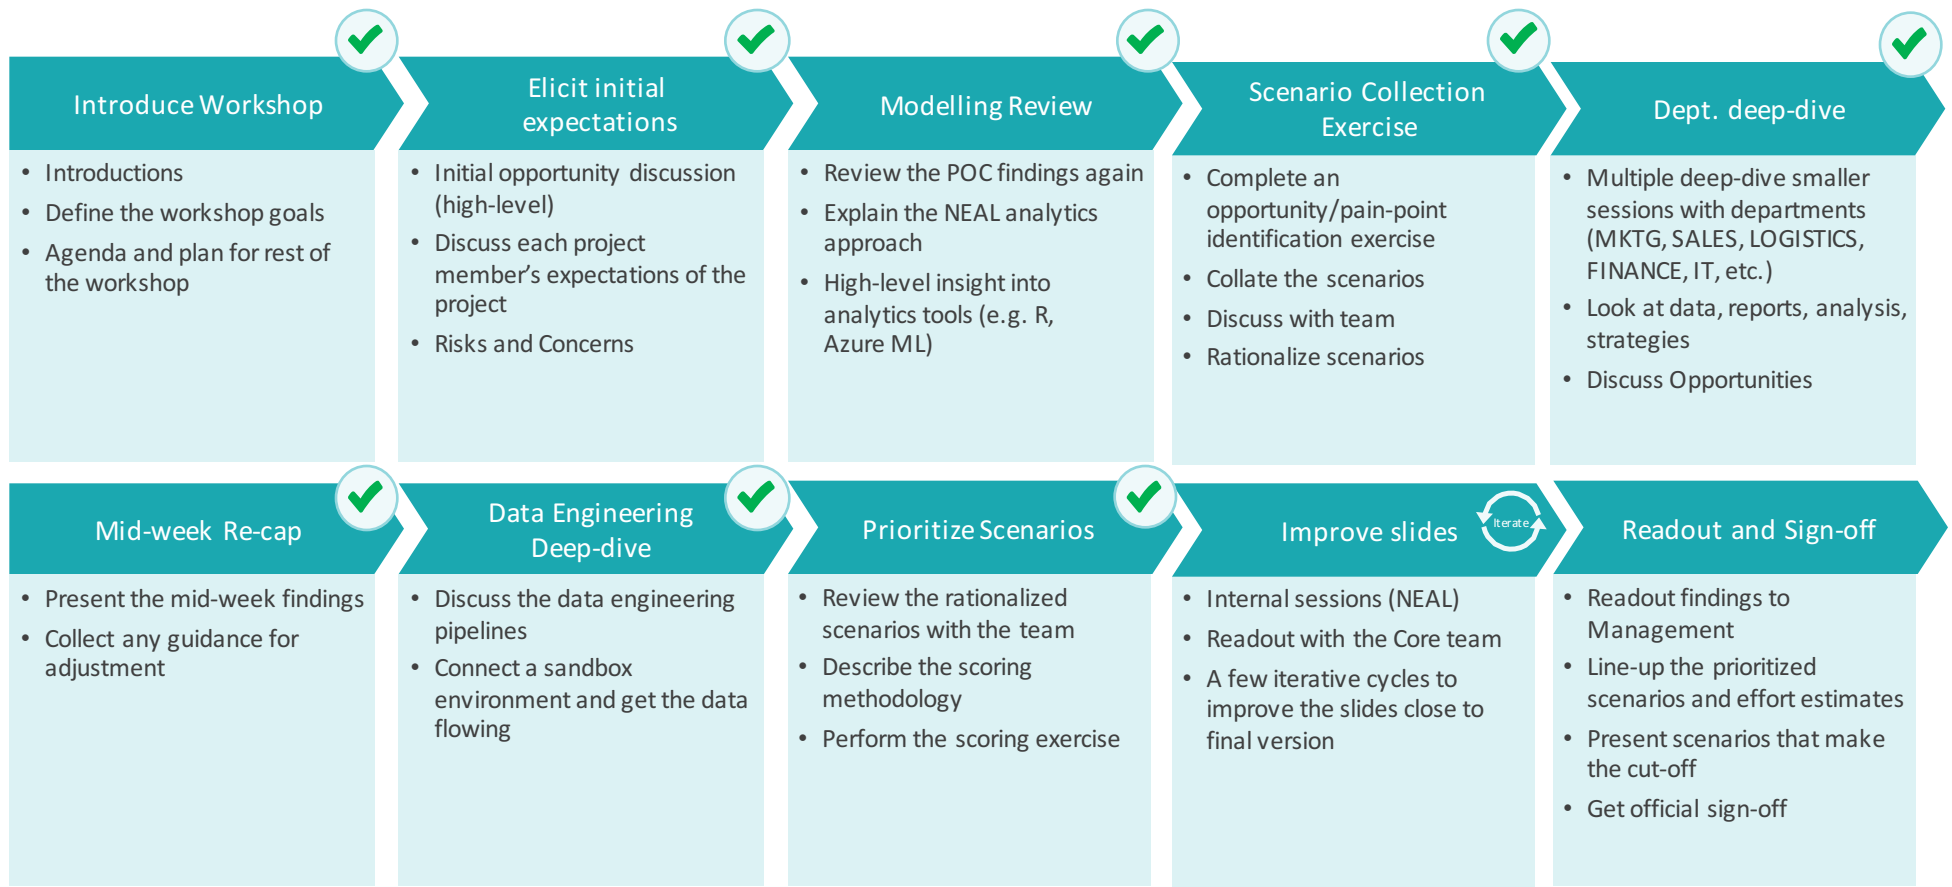 Introduce Workshop
• Introductions
• Define the workshop goals
• Agenda and plan for rest of
the workshop
Elicit initial
expectations
• Initial opportunity discussion
(high-level)
• Discuss each project
member’s expectations of the
project
• Risks and Concerns
Modelling Review
• Review the POC findings again
• Explain the NEAL analytics
approach
• High-level insight into
analytics tools (e.g. R,
Azure ML)
Scenario Collection
Exercise
• Complete an
opportunity/pain-point
identification exercise
• Collate the scenarios
• Discuss with team
• Rationalize scenarios
Dept. deep-dive
• Multiple deep-dive smaller
sessions with departments
(MKTG, SALES, LOGISTICS,
FINANCE, IT, etc.)
• Look at data, reports, analysis,
strategies
• Discuss Opportunities
Mid-week Re-cap
• Present the mid-week findings
• Collect any guidance for
adjustment
Data Engineering
Deep-dive
• Discuss the data engineering
pipelines
• Connect a sandbox
environment and get the data
flowing
Prioritize Scenarios
• Review the rationalized
scenarios with the team
• Describe the scoring
methodology
• Perform the scoring exercise
Improve slides
Iterate
• Internal sessions (NEAL)
• Readout with the Core team
• A few iterative cycles to
improve the slides close to
final version
Readout and Sign-off
• Readout findings to
Management
• Line-up the prioritized
scenarios and effort estimates
• Present scenarios that make
the cut-off
• Get official sign-off